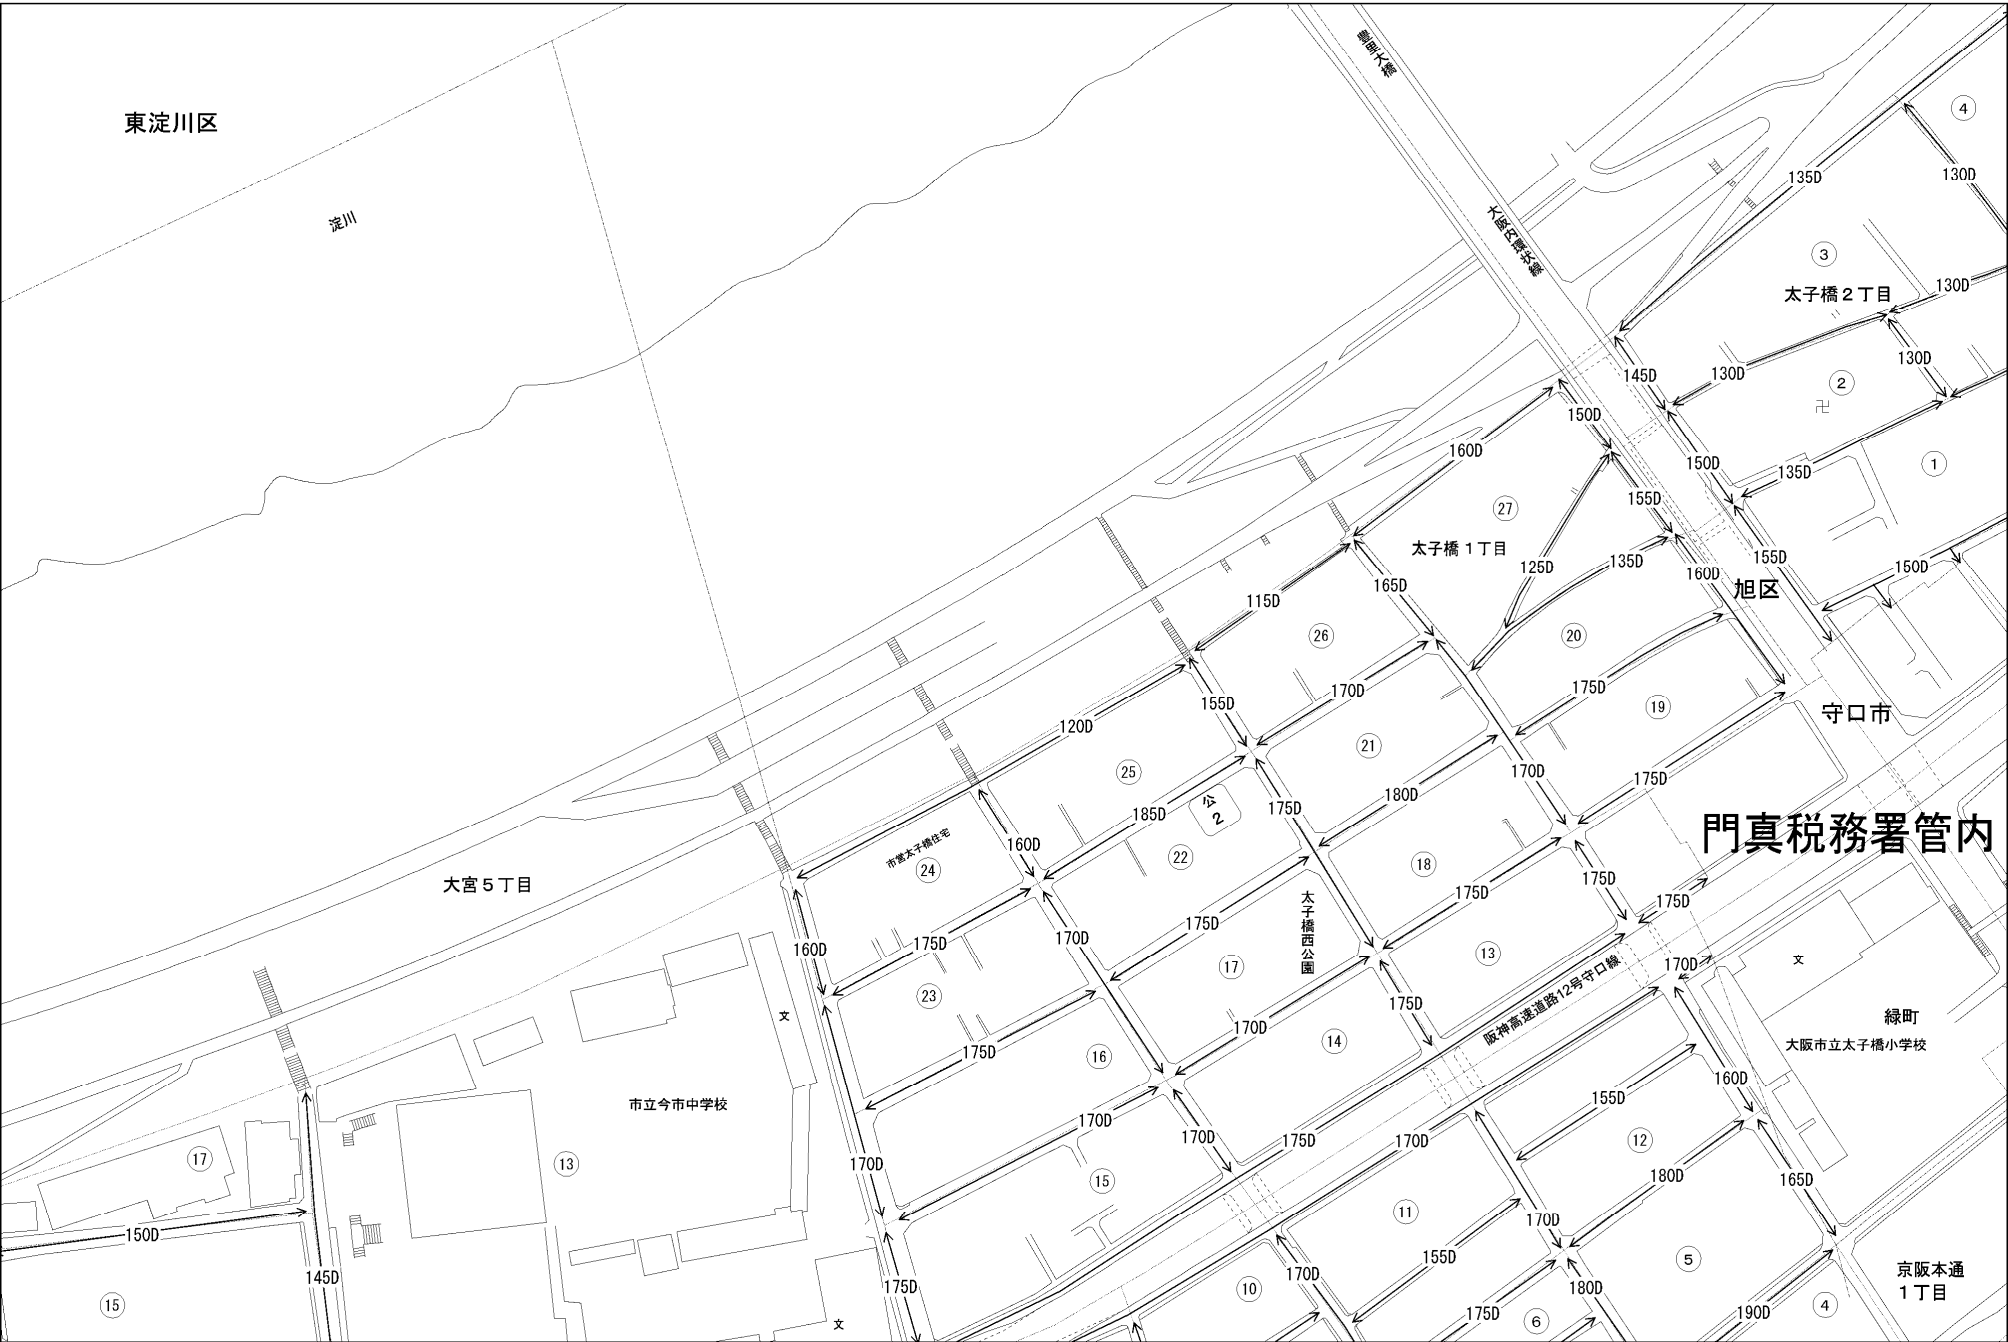 豊里大橋
④
東淀川区
130D
135D
淀川
大阪内環状線
③
太子橋２丁目
130D
130D
145D
130D
②
卍
150D
160D
150D
135D
①
155D
27
太子橋１丁目
155D
125D
135D
160D
150D
旭区
165D
115D
26
20
175D
170D
155D
19
守口市
120D
21
25
170D
175D
180D
175D
185D
公
2
門真税務署管内
市営太子橋住宅
24
160D
22
18
175D
175D
175D
大宮５丁目
太子橋西公園
175D
170D
175D
160D
13
17
文
170D
阪神高速道路12号守口線
23
175D
文
緑町
大阪市立太子橋小学校
170D
14
175D
16
160D
155D
市立今市中学校
170D
175D
170D
12
170D
17
13
170D
15
180D
165D
11
170D
150D
155D
⑤
145D
175D
170D
10
180D
京阪本通
１丁目
15
文
175D
⑥
190D
④